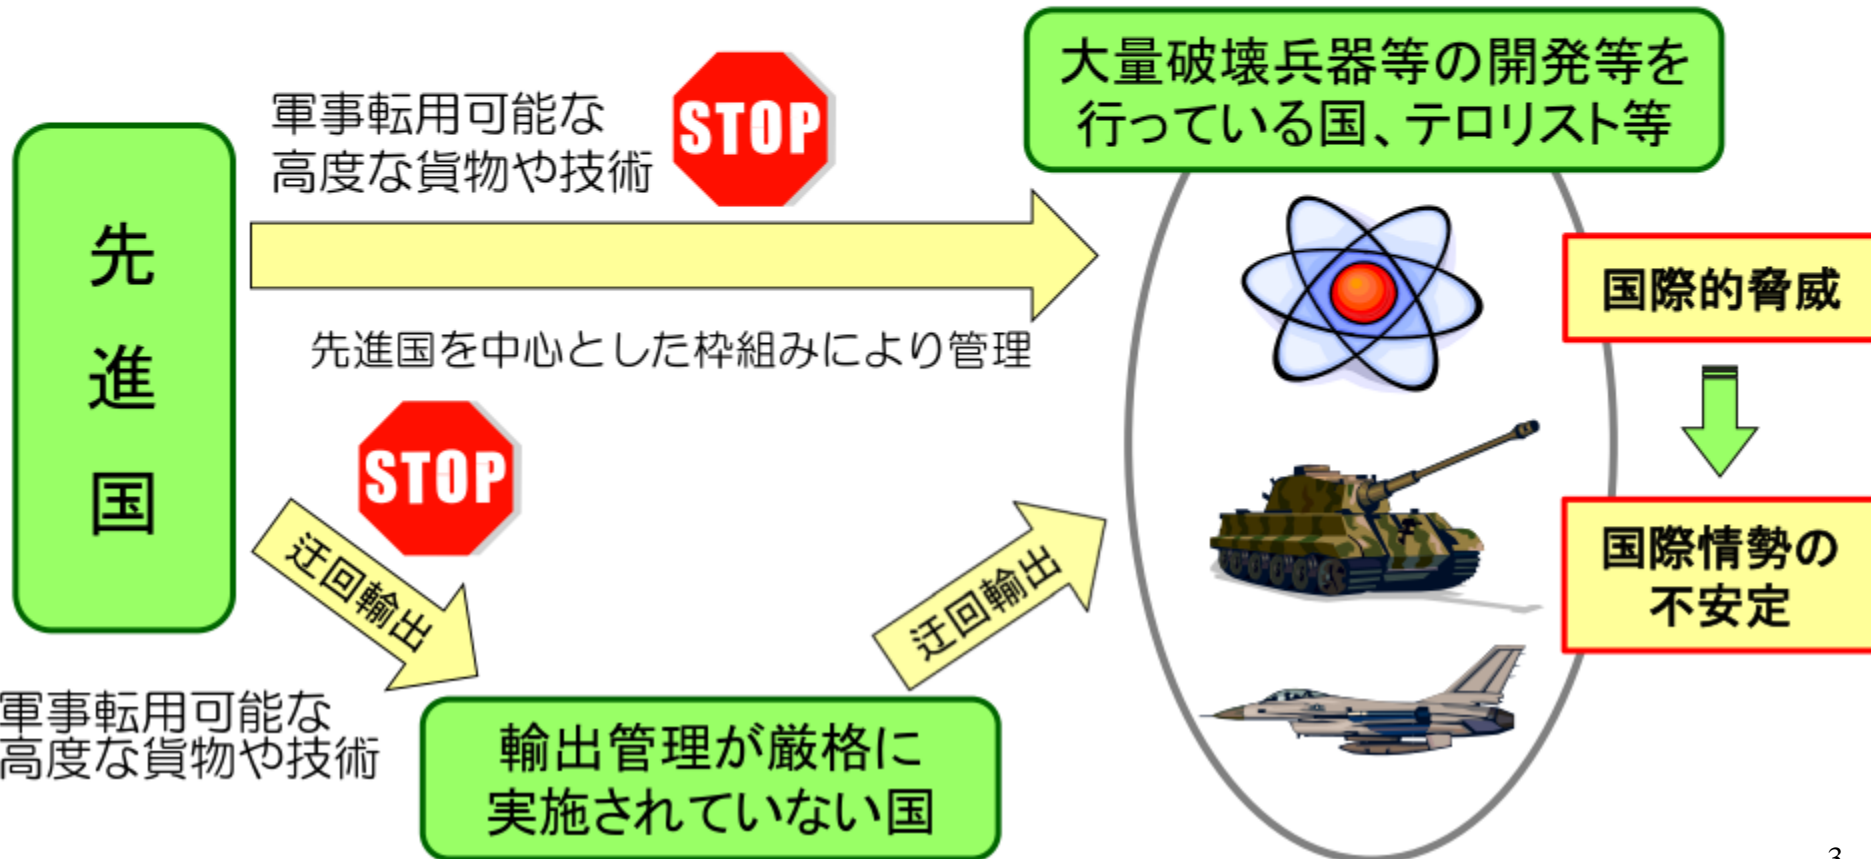 大量破壊兵器等の開発等を
行っている国、テロリスト等
軍事転用可能な
高度な貨物や技術
STOP
先進国
国際的脅威
先進国を中心とした枠組みにより管理
STOP
迂回輸出
迂回輸出
国際情勢の
不安定
軍事転用可能な
高度な貨物や技術
輸出管理が厳格に
実施されていない国
3